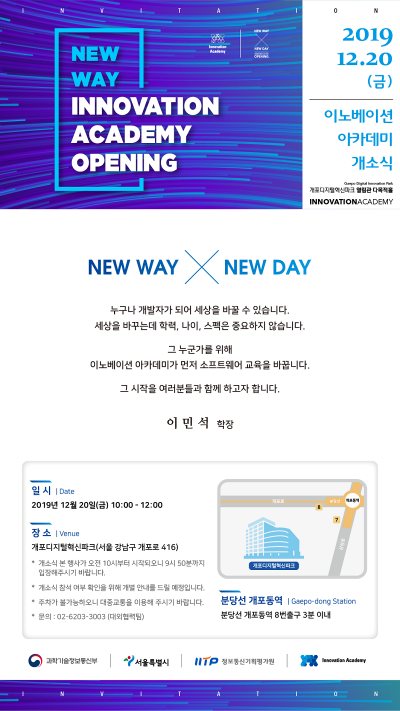 INVITATION
Innovation Academy
NEW WAY
NEW DAY
OPENING
NEW
WAY
INNOVATION
ACADEMY
OPENING
2019
12.20
(금)
이노베이션
아카데미
개소식
Gaepo Digital Innovation Park
개포디지털혁신파크 열림관 다목적홀
INNOVATIONACADEMY
NEW WAY NEW DAY
누구나 개발자가 되어 세상을 바꿀 수 있습니다.
세상을 바꾸는데 학력, 나이, 스펙은 중요하지 않습니다.
그 누군가를 위해
이노베이션 아카데미가 먼저 소프트웨어 교육을 바꿉니다.
그 시작을 여러분들과 함께 하고자 합니다.
이민석 학장
일 시 | Date
2019년 12월 20일(금) 10:00 - 12:00
장 소 | Venue
개포디지털혁신파크(서울 강남구 개포로 416)
* 개소식 본 행사가 오전 10시부터 시작되오니 9시 50분까지
입장해주시기 바랍니다.
* 개소식 참석 여부 확인을 위해 개별 안내를 드릴 예정입니다.
* 주차가 불가능하오니 대중교통을 이용해 주시기 바랍니다.
* 문의 : 02-6203-3003 (대외협력팀)
개포로
개포동역
8
7
개포디지털혁신파크
분당선 개포동역 | Gaepo-dong Station
분당선 개포동역 8번출구 3분 이내
과학기술정보통신부
서울특별시
IITP 정보통신기획평가원
Innovation Academy
INVITATION